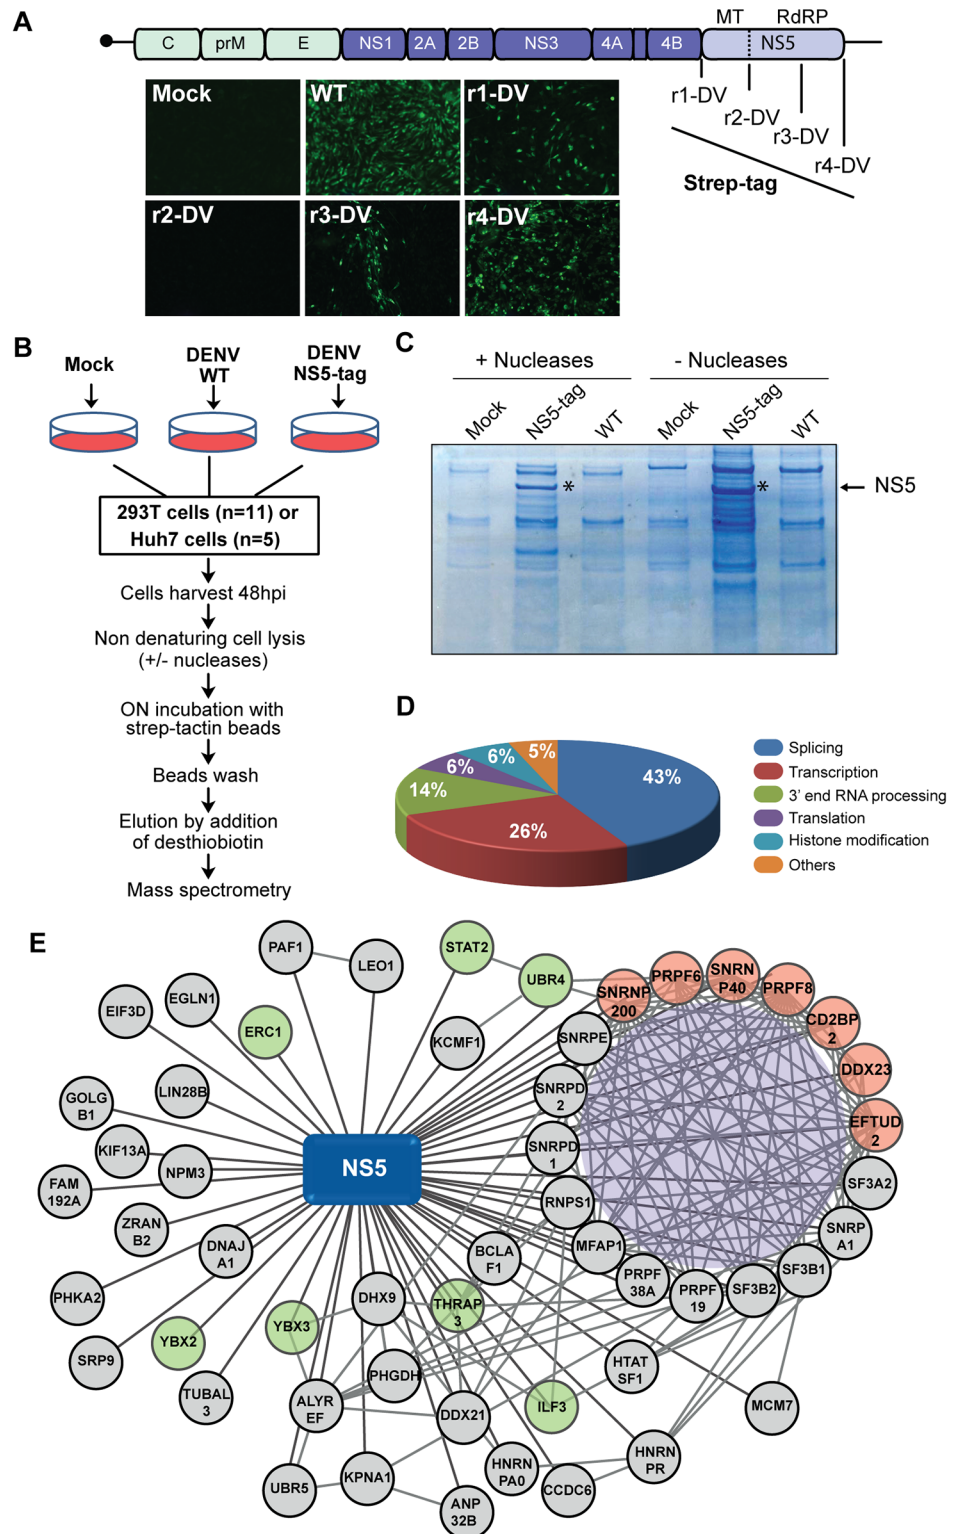 A
MT RdRP
C prM E NS1 2A 2B NS3 4A 4B NS5
r1-DV
r2-DV
r3-DV
r4-DV
Strep-tag
Mock WT r1-DV
r2-DV r3-DV r4-DV
B
Mock
DENV
WT
DENV
NS5-tag
293T cells (n=11) or
Huh7 cells (n=5)
Cells harvest 48hpi
Non denaturing cell lysis
(+/- nucleases)
ON incubation with
strep-tactin beads
Beads wash
Elution by addition
of desthiobiotin
Mass spectrometry
C
+ Nucleases - Nucleases
Mock NS5-tag WT Mock NS5-tag WT
* * NS5
D
43%
26%
14%
6%
6%
5%
Splicing
Transcription
3' end RNA processing
Translation
Histone modification
Others
E
PAF1
LEO1
STAT2
UBR4
SNRNP
200
PRPF6
SNRN
P40
PRPF8
CD2BP
2
DDX23
EFTUD
2
EIF3D
EGLN1
ERC1
KCMF1
SNRPE
GOLG
B1
LIN28B
SNRPD
2
KIF13A
NPM3
NS5
SNRPD
1
FAM
192A
RNPS1
SF3A2
ZRAN
B2
DNAJ
A1
BCLA
F1
MFAP1
SNRP
A1
PHKA2
DHX9
THRAP
3
PRPF
38A
PRPF
19
SF3B2
SF3B1
SRP9
YBX2
YBX3
PHGDH
HTAT
SF1
TUBAL
3
ALYR
EF
DDX21
ILF3
MCM7
UBR5
KPNA1
HNRN
PA0
HNRN
PR
ANP
32B
CCDC6